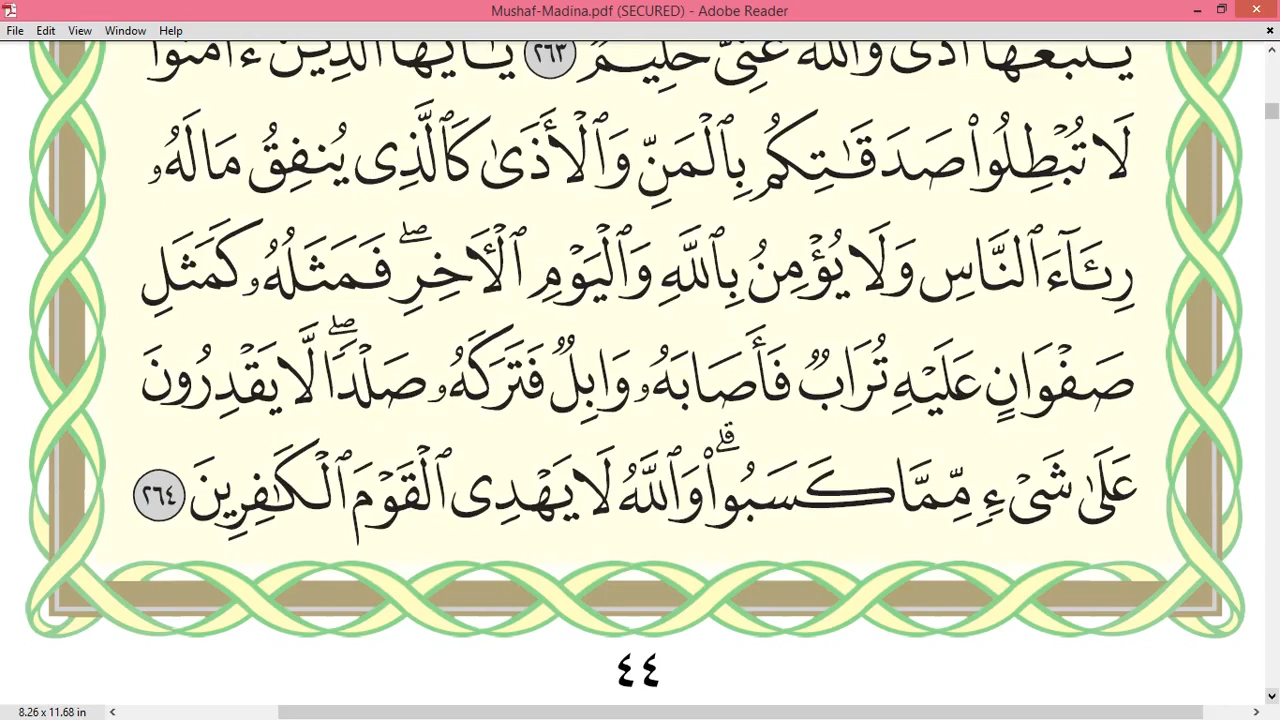 Mushaf-Madina.pdf (SECURED) - Adobe Reader
File Edit View Window Help
يَتْبَعُهَآ أَذًى وَٱللَّهُ غَنِىٌّ حَلِيمٌ ٢٦٣ يَٰٓأَيُّهَا ٱلَّذِينَ ءَامَنُوا۟
لَا تُبْطِلُوا۟ صَدَقَٰتِكُم بِٱلْمَنِّ وَٱلْأَذَىٰ كَٱلَّذِى يُنفِقُ مَالَهُۥ
رِئَآءَ ٱلنَّاسِ وَلَا يُؤْمِنُ بِٱللَّهِ وَٱلْيَوْمِ ٱلْـَٔاخِرِ ۖ فَمَثَلُهُۥ كَمَثَلِ
صَفْوَانٍ عَلَيْهِ تُرَابٌ فَأَصَابَهُۥ وَابِلٌ فَتَرَكَهُۥ صَلْدًا ۖ لَّا يَقْدِرُونَ
عَلَىٰ شَىْءٍ مِّمَّا كَسَبُوا۟ ۗ وَٱللَّهُ لَا يَهْدِى ٱلْقَوْمَ ٱلْكَٰفِرِينَ ٢٦٤
٤٤
8.26 x 11.68 in